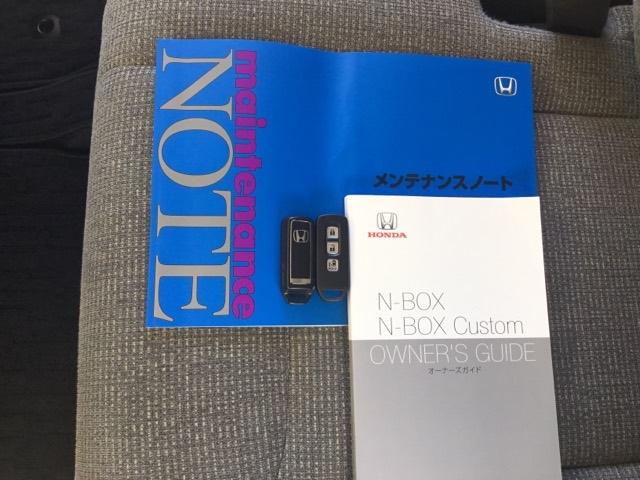 maintenance
NOTE
メンテナンスノート
HONDA
N-BOX
N-BOX Custom
OWNER'S GUIDE
オーナーズガイド